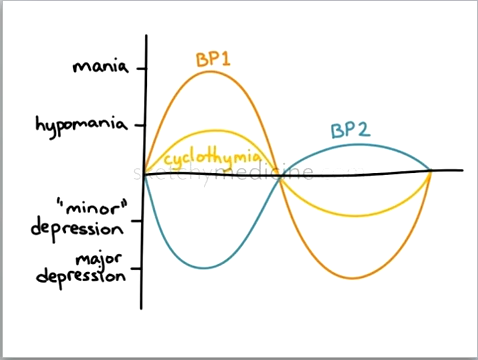 BP1
mania
hypomania
BP2
cyclothymia
sketchymedicine
"minor"
depression
major
depression